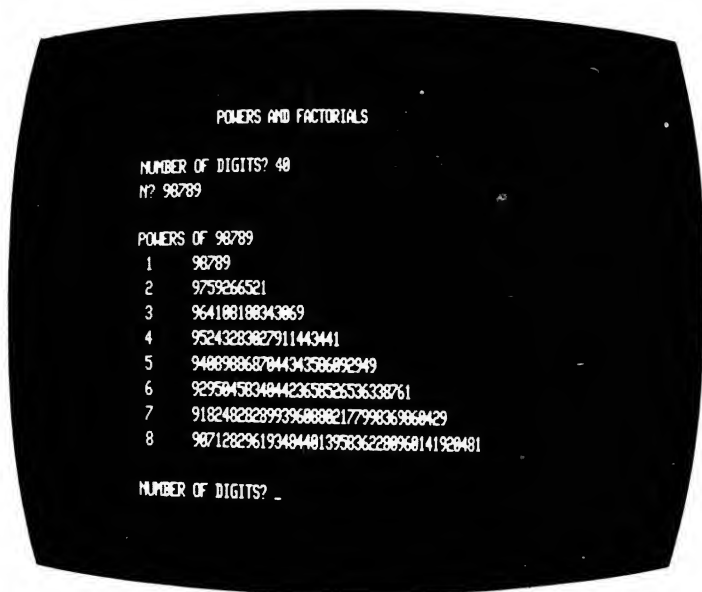 POWERS AND FACTORIALS
NUMBER OF DIGITS? 40
N? 98789
POWERS OF 98789
1 98789
2 9759266521
3 964108180343069
4 95243283027911443441
5 9408988687044343586092949
6 929504583404423658526536338761
7 91824828289939608802177998369860429
8 9071282961934844013958362280960141920481
NUMBER OF DIGITS? _